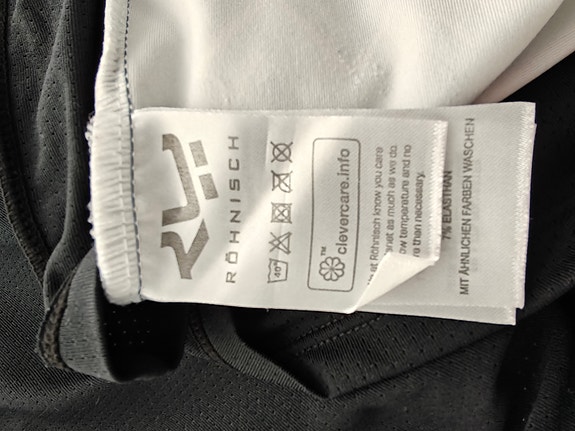 RÖHNISCH
40°
clevercare.info
TM
at Röhnisch know you care
as much as we do
temperature and no
than necessary.
7% ELASTHAN
MIT ÄHNLICHEN FARBEN WASCHEN